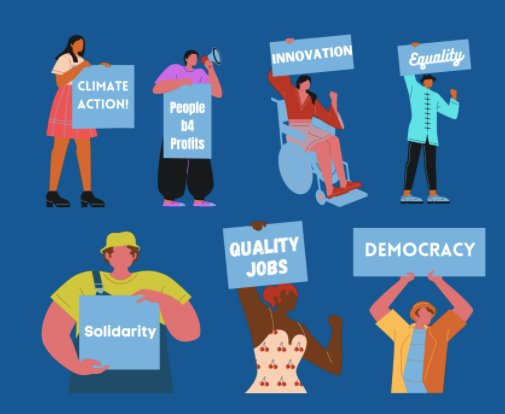 CLIMATE
ACTION!
People
b4
Profits
INNOVATION
Equality
Solidarity
QUALITY
JOBS
DEMOCRACY